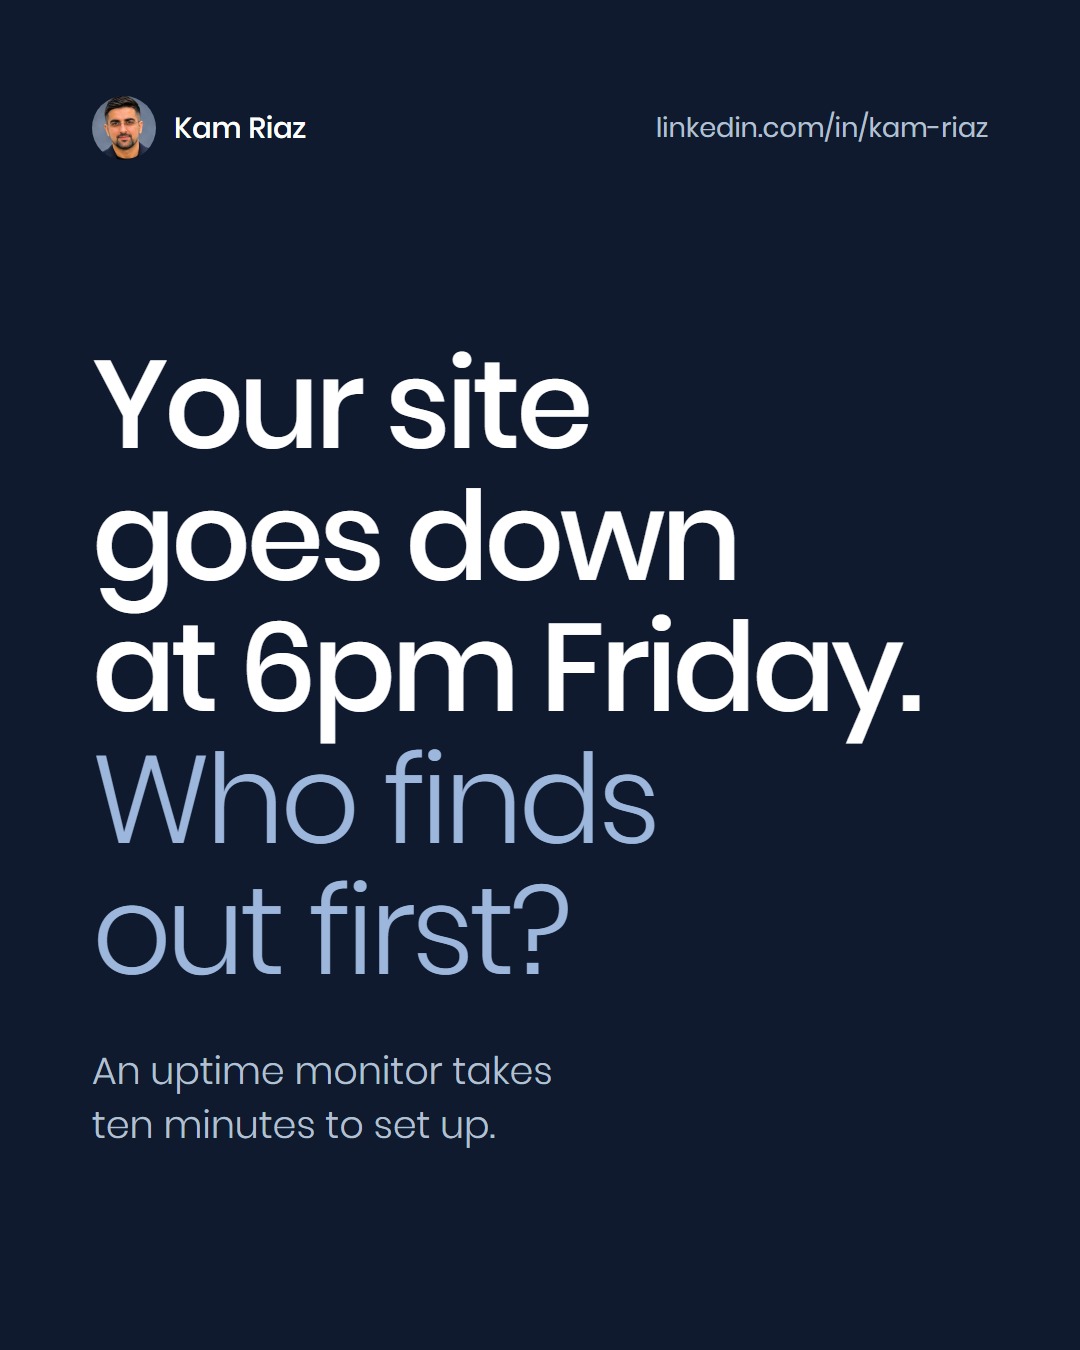 Kam Riaz
linkedin.com/in/kam-riaz
Your site
goes down
at 6pm Friday.
Who finds
out first?
An uptime monitor takes
ten minutes to set up.